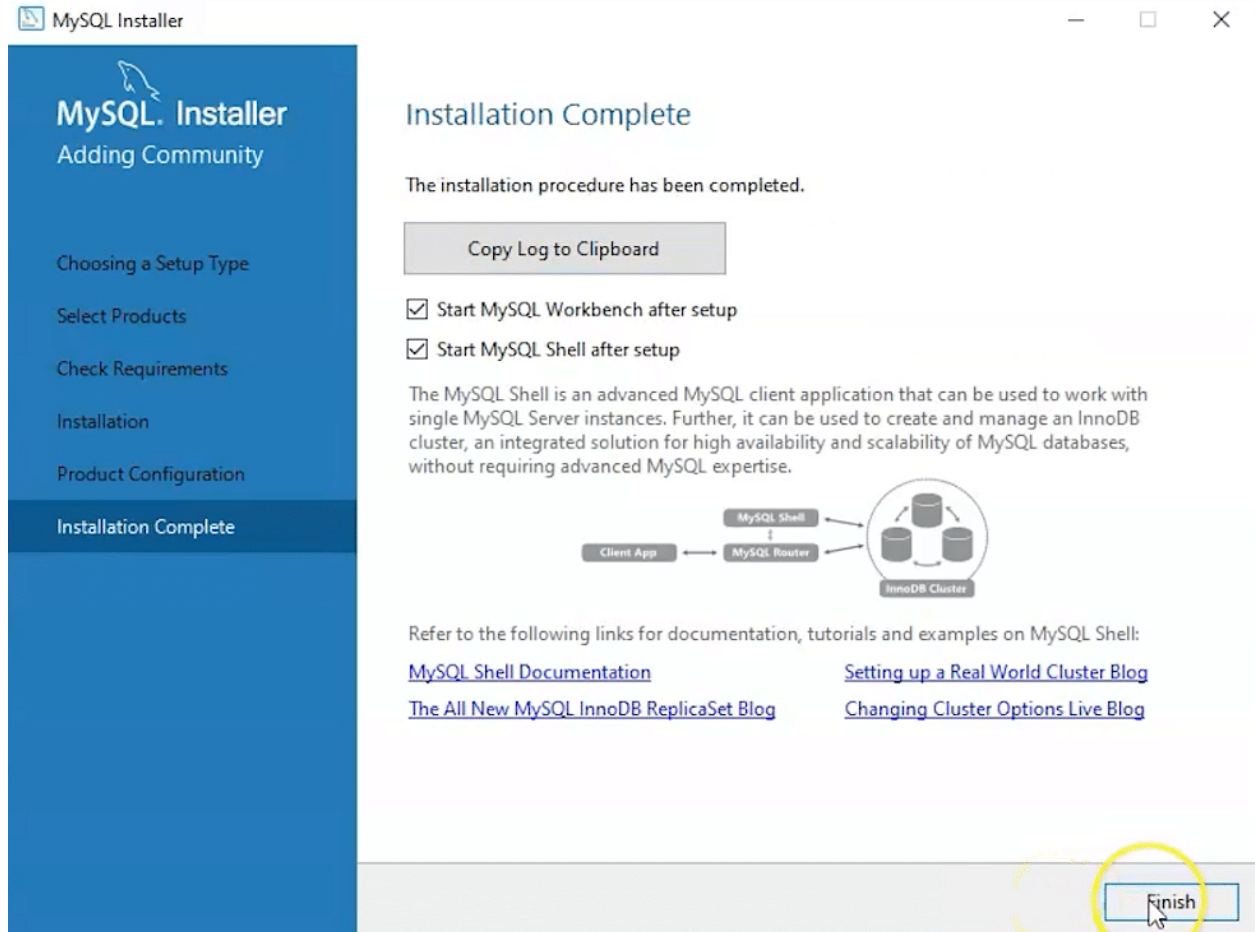 MySQL Installer
MySQL. Installer
Adding Community
Choosing a Setup Type
Select Products
Check Requirements
Installation
Product Configuration
Installation Complete
Installation Complete
The installation procedure has been completed.
Copy Log to Clipboard
Start MySQL Workbench after setup
Start MySQL Shell after setup
The MySQL Shell is an advanced MySQL client application that can be used to work with
single MySQL Server instances. Further, it can be used to create and manage an InnoDB
cluster, an integrated solution for high availability and scalability of MySQL databases,
without requiring advanced MySQL expertise.
MySQL Shell
Client App
MySQL Router
InnoDB Cluster
Refer to the following links for documentation, tutorials and examples on MySQL Shell:
MySQL Shell Documentation
Setting up a Real World Cluster Blog
The All New MySQL InnoDB ReplicaSet Blog
Changing Cluster Options Live Blog
Finish